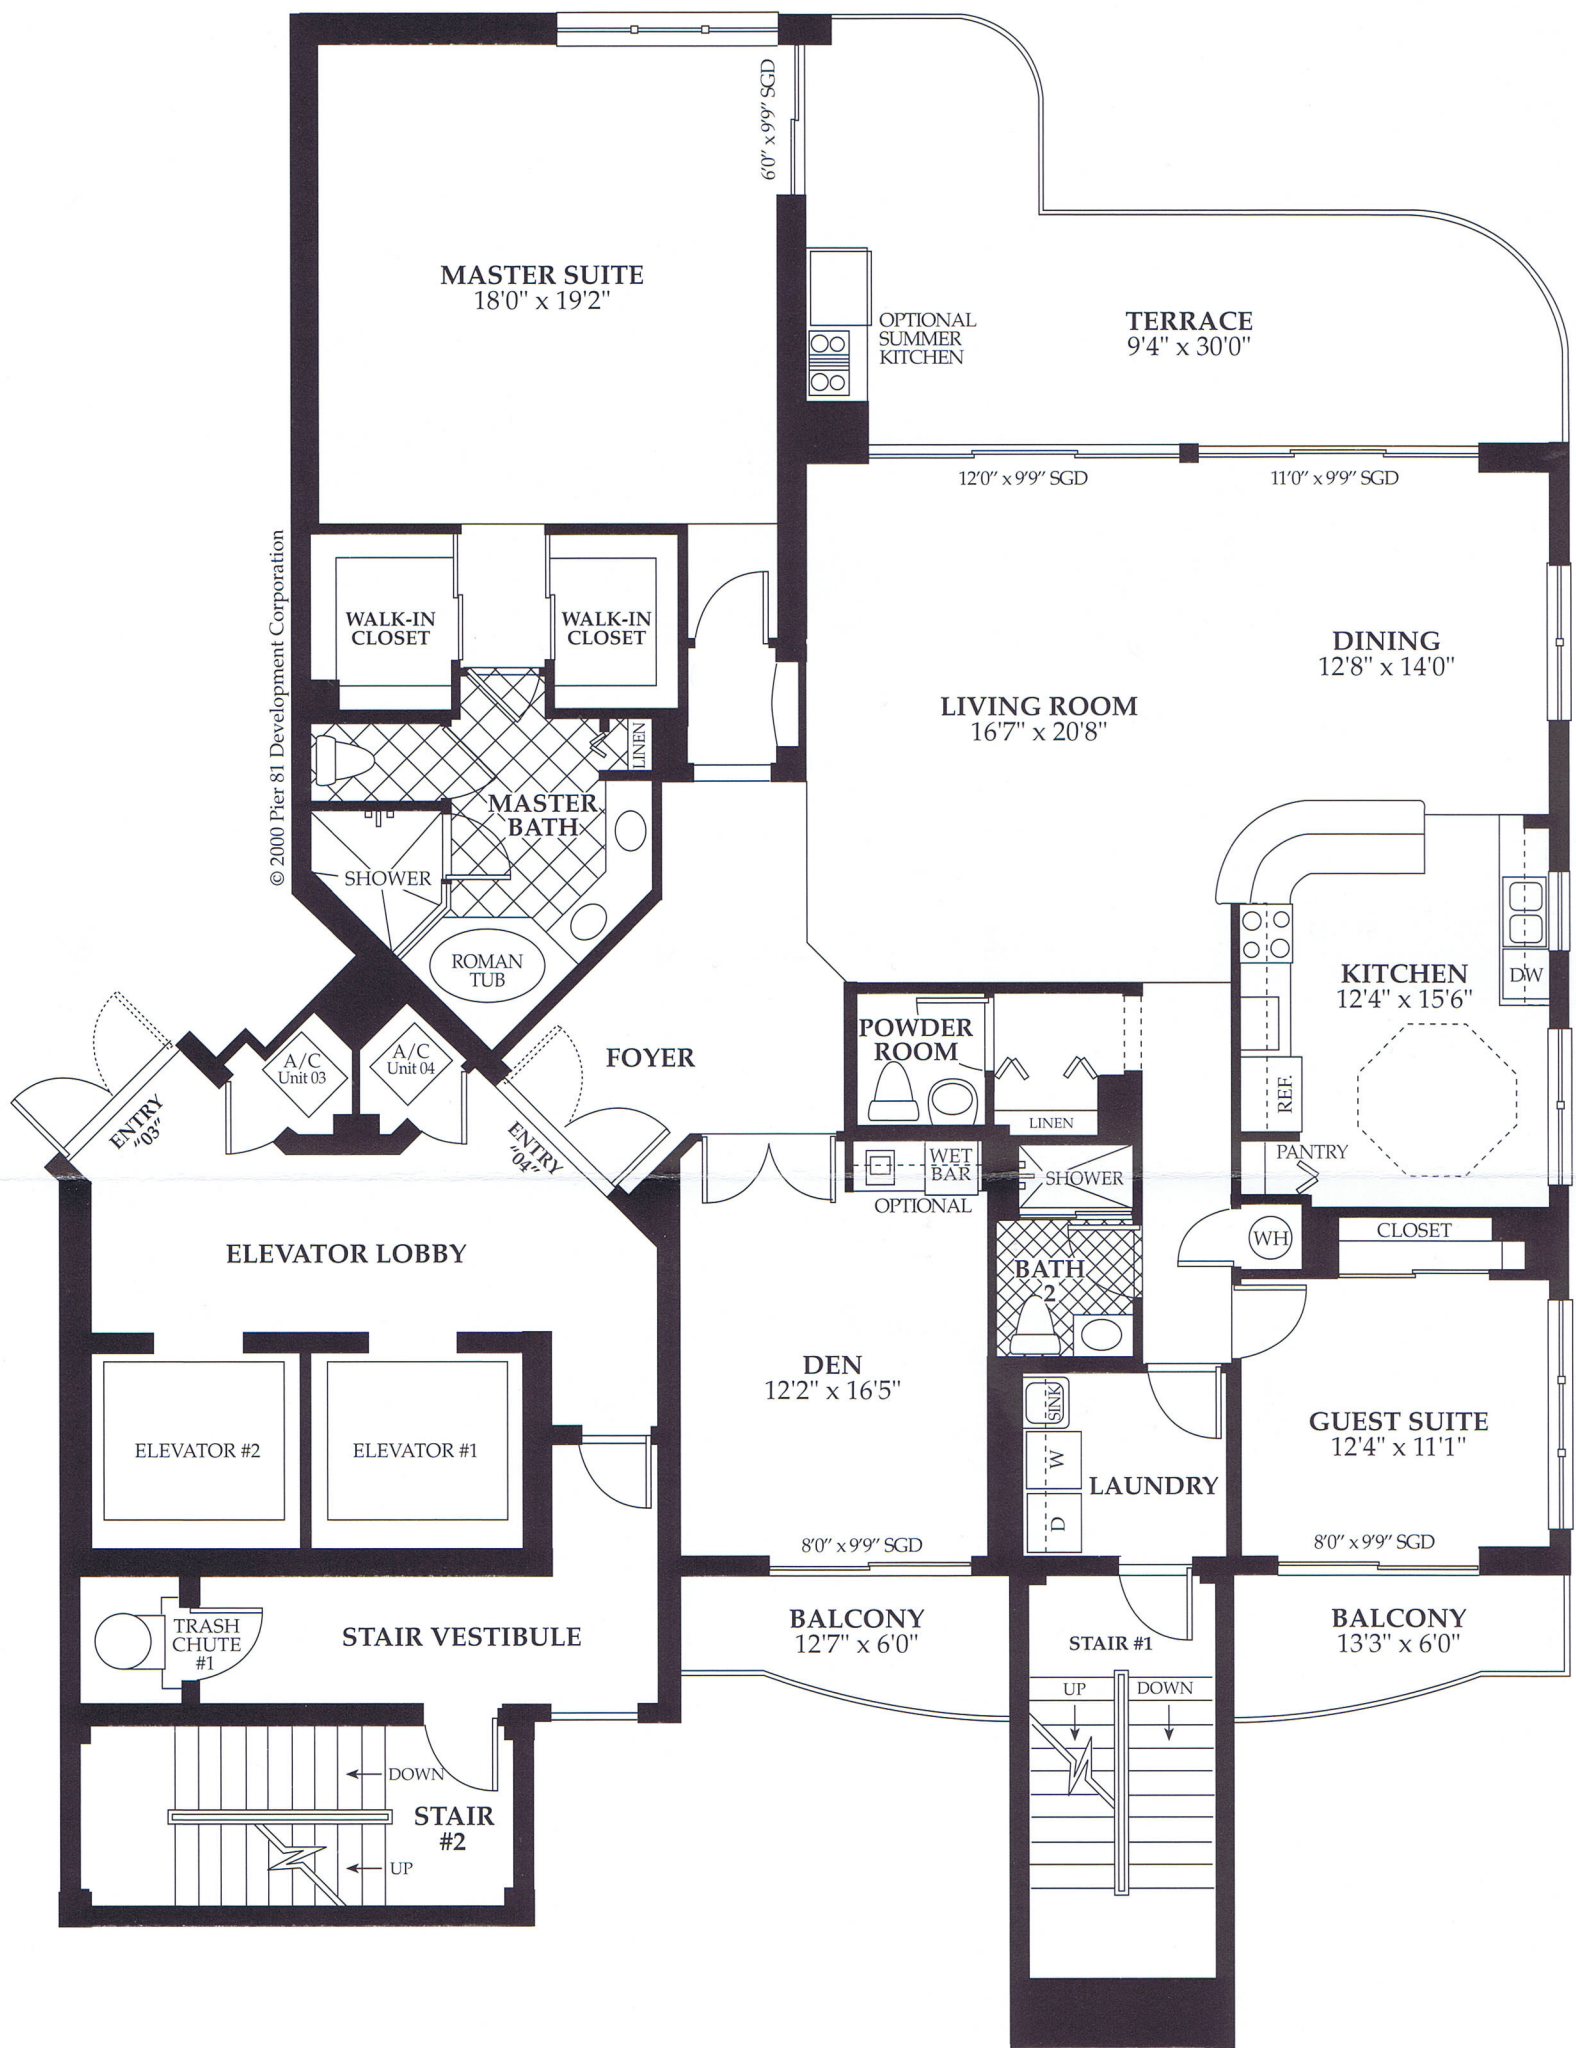 6'0" x 9'9" SGD
MASTER SUITE
18'0" x 19'2"
OPTIONAL
SUMMER
KITCHEN
TERRACE
9'4" x 30'0"
12'0" x 9'9" SGD
11'0" x 9'9" SGD
© 2000 Pier 81 Development Corporation
WALK-IN
CLOSET
WALK-IN
CLOSET
DINING
12'8" x 14'0"
LIVING ROOM
16'7" x 20'8"
LINEN
MASTER
BATH
SHOWER
ROMAN
TUB
KITCHEN
12'4" x 15'6"
DW
REF.
PANTRY
A/C
Unit 03
A/C
Unit 04
FOYER
POWDER
ROOM
LINEN
ENTRY
"03"
ENTRY
"04"
WET
BAR
OPTIONAL
SHOWER
WH
CLOSET
ELEVATOR LOBBY
BATH
2
DEN
12'2" x 16'5"
SINK
W
D
LAUNDRY
GUEST SUITE
12'4" x 11'1"
ELEVATOR #2
ELEVATOR #1
8'0" x 9'9" SGD
8'0" x 9'9" SGD
TRASH
CHUTE
#1
STAIR VESTIBULE
BALCONY
12'7" x 6'0"
STAIR #1
BALCONY
13'3" x 6'0"
UP
DOWN
DOWN
STAIR
#2
UP